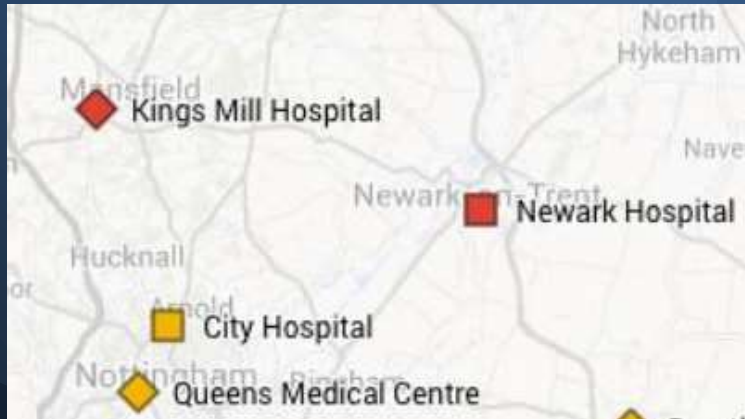 North
Hykeham
Mansfield
Kings Mill Hospital
Newark-on-Trent
Newark Hospital
Hucknall
Arnold
City Hospital
Nottingham
Bingham
Queens Medical Centre